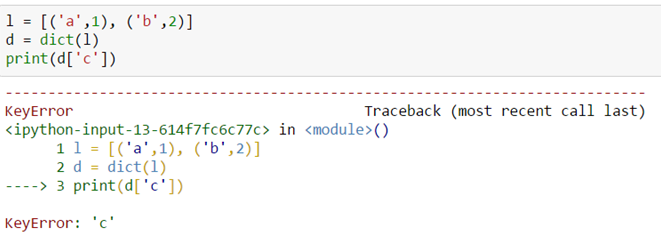 l = [('a',1), ('b',2)]
d = dict(l)
print(d['c'])
---------------------------------------------------------------------------
KeyError                                  Traceback (most recent call last)
<ipython-input-13-614f7fc6c77c> in <module>()
      1 l = [('a',1), ('b',2)]
      2 d = dict(l)
----> 3 print(d['c'])
KeyError: 'c'